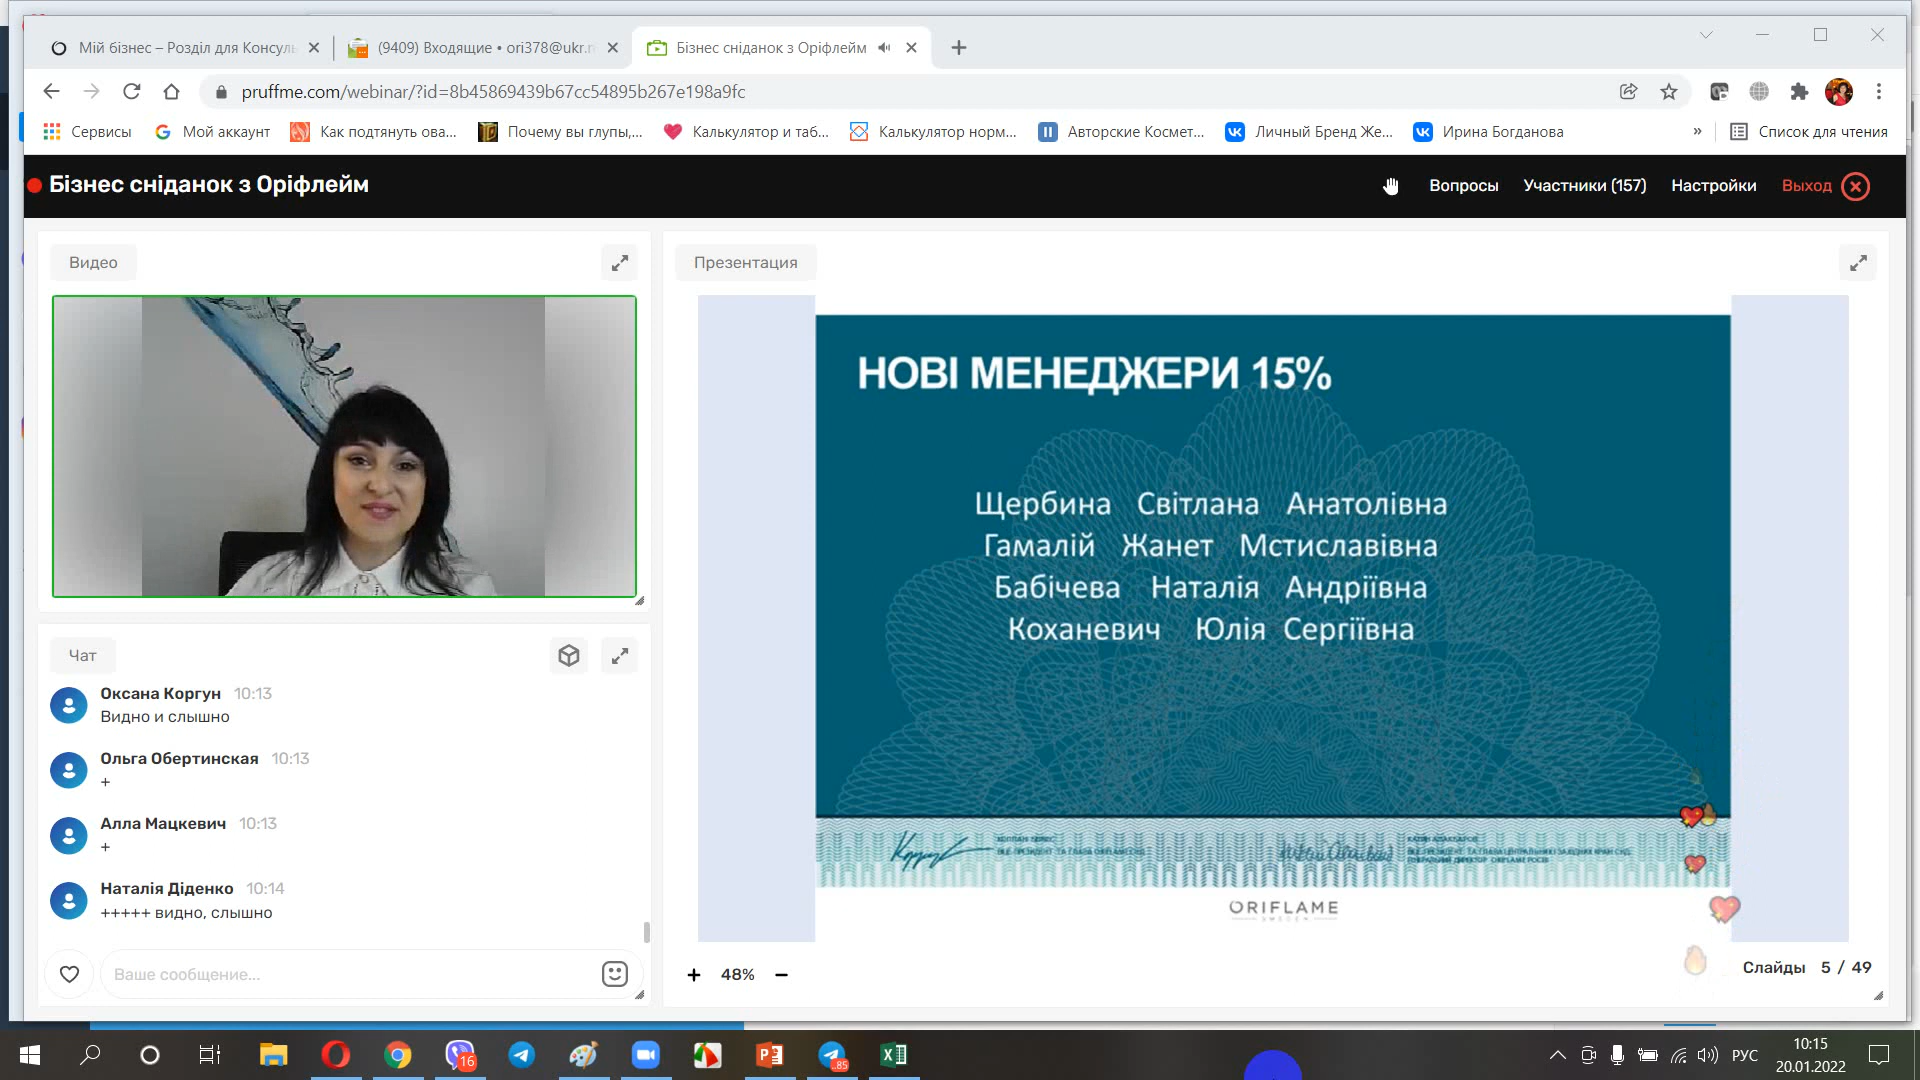 Мій бізнес – Розділ для Консуль
(9409) Входящие • ori378@ukr.n
Бізнес сніданок з Оріфлейм
pruffme.com/webinar/?id=8b45869439b67cc54895b267e198a9fc
Сервисы
Мой аккаунт
Как подтянуть ова...
Почему вы глупы,...
Калькулятор и таб...
Калькулятор норм...
Авторские Космет...
Личный Бренд Же...
Ирина Богданова
»
Список для чтения
Бізнес сніданок з Оріфлейм
Вопросы
Участники (157)
Настройки
Выход
Видео
Презентация
НОВІ МЕНЕДЖЕРИ 15%
Щербина Світлана Анатоліївна
Гамалій Жанет Мстиславівна
Бабічева Наталія Андріївна
Коханевич Юлія Сергіївна
ORIFLAME
SWEDEN
Чат
Оксана Коргун 10:13
Видно и слышно
Ольга Обертинская 10:13
+
Алла Мацкевич 10:13
+
Наталія Діденко 10:14
+++++ видно, слышно
Ваше сообщение...
+ 48% −
Слайды 5 / 49
16
85
РУС
10:15
20.01.2022